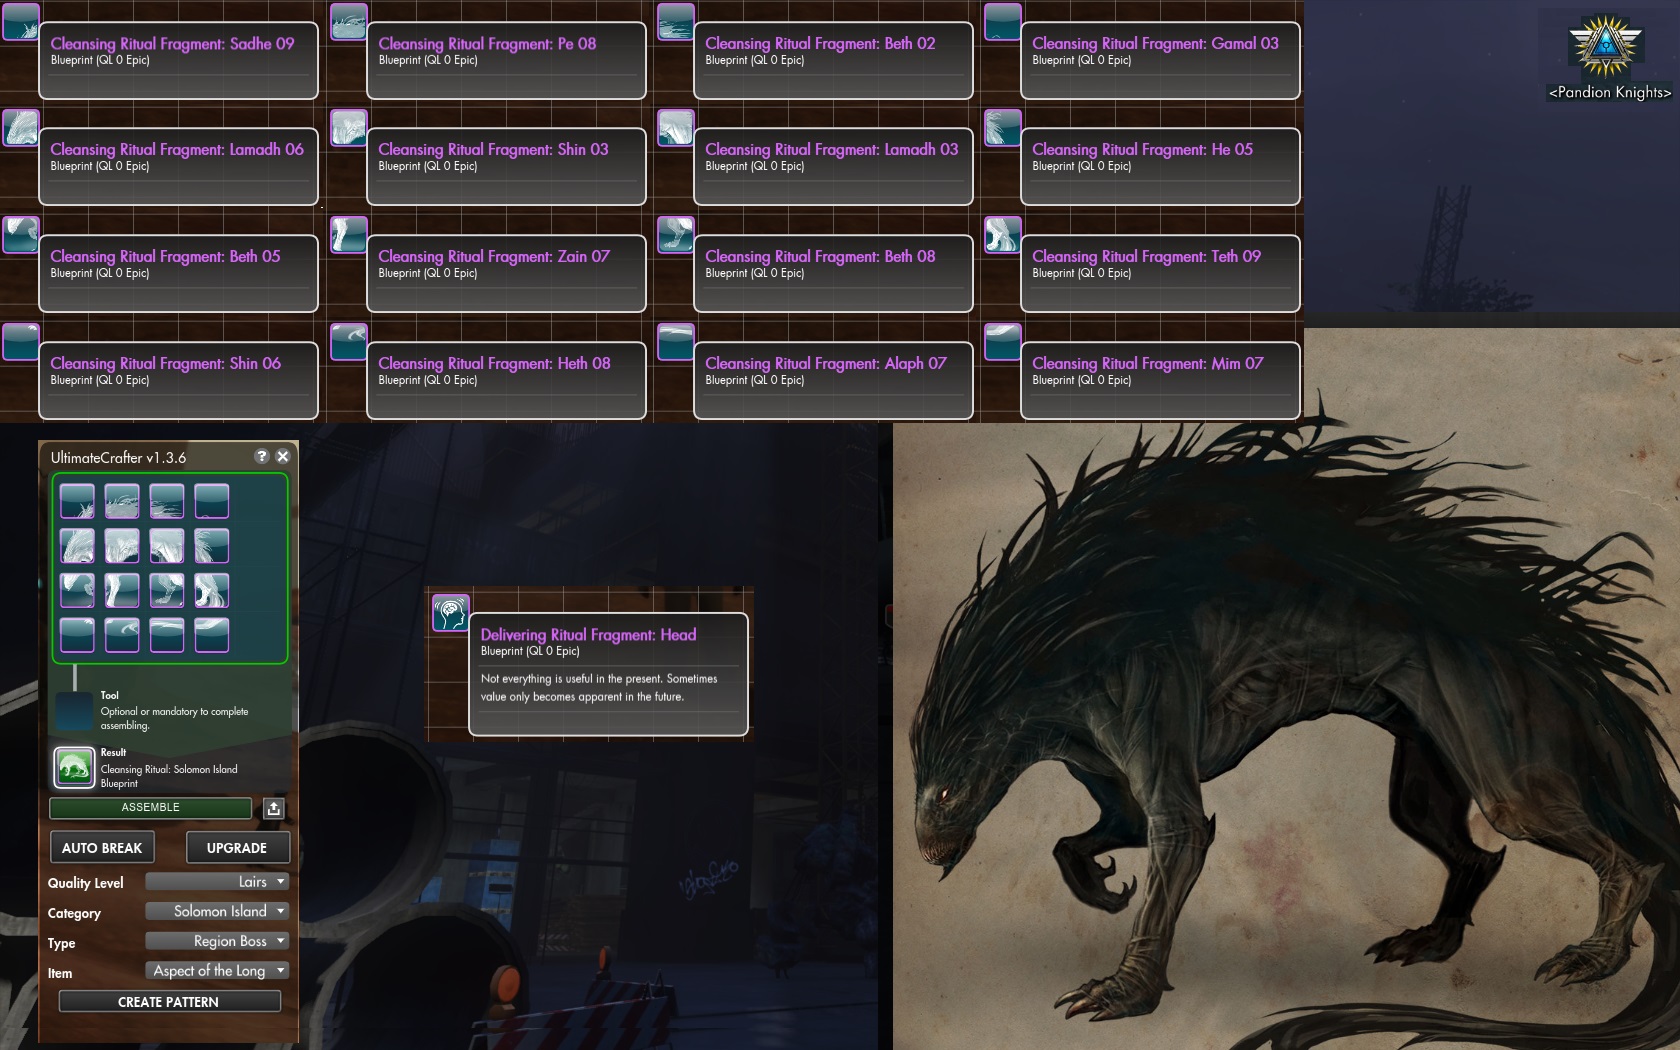 Cleansing Ritual Fragment: Sadhe 09
Blueprint (QL 0 Epic)
Cleansing Ritual Fragment: Pe 08
Blueprint (QL 0 Epic)
Cleansing Ritual Fragment: Beth 02
Blueprint (QL 0 Epic)
Cleansing Ritual Fragment: Gamal 03
Blueprint (QL 0 Epic)
<Pandion Knights>
Cleansing Ritual Fragment: Lamadh 06
Blueprint (QL 0 Epic)
Cleansing Ritual Fragment: Shin 03
Blueprint (QL 0 Epic)
Cleansing Ritual Fragment: Lamadh 03
Blueprint (QL 0 Epic)
Cleansing Ritual Fragment: He 05
Blueprint (QL 0 Epic)
Cleansing Ritual Fragment: Beth 05
Blueprint (QL 0 Epic)
Cleansing Ritual Fragment: Zain 07
Blueprint (QL 0 Epic)
Cleansing Ritual Fragment: Beth 08
Blueprint (QL 0 Epic)
Cleansing Ritual Fragment: Teth 09
Blueprint (QL 0 Epic)
Cleansing Ritual Fragment: Shin 06
Blueprint (QL 0 Epic)
Cleansing Ritual Fragment: Heth 08
Blueprint (QL 0 Epic)
Cleansing Ritual Fragment: Alaph 07
Blueprint (QL 0 Epic)
Cleansing Ritual Fragment: Mim 07
Blueprint (QL 0 Epic)
UltimateCrafter v1.3.6
?
Tool
Optional or mandatory to complete
assembling.
Result
Cleansing Ritual: Solomon Island
Blueprint
ASSEMBLE
AUTO BREAK
UPGRADE
Quality Level
Lairs
Category
Solomon Island
Type
Region Boss
Item
Aspect of the Long
CREATE PATTERN
Delivering Ritual Fragment: Head
Blueprint (QL 0 Epic)
Not everything is useful in the present. Sometimes
value only becomes apparent in the future.